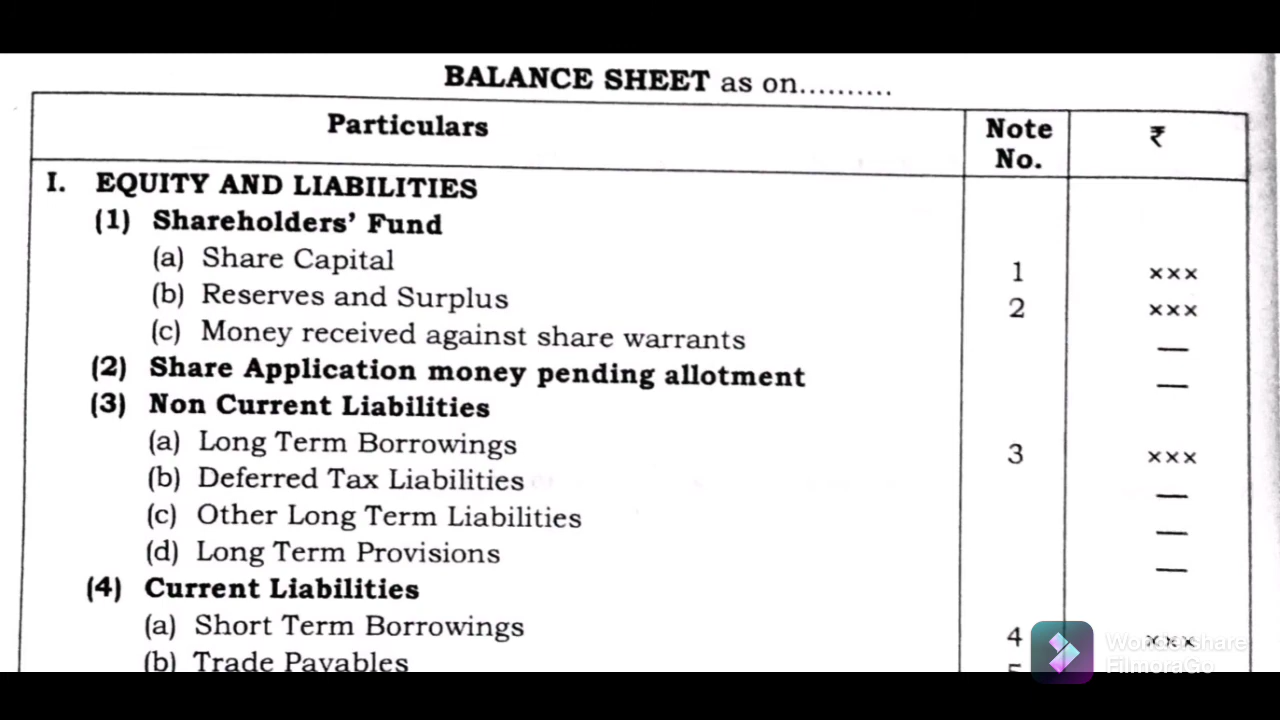 BALANCE SHEET as on..........
Particulars Note No. ₹
I. EQUITY AND LIABILITIES
(1) Shareholders' Fund
(a) Share Capital 1 ×××
(b) Reserves and Surplus 2 ×××
(c) Money received against share warrants —
(2) Share Application money pending allotment —
(3) Non Current Liabilities
(a) Long Term Borrowings 3 ×××
(b) Deferred Tax Liabilities —
(c) Other Long Term Liabilities —
(d) Long Term Provisions —
(4) Current Liabilities
(a) Short Term Borrowings 4 ×××
(b) Trade Payables
Wondershare
FilmoraGo